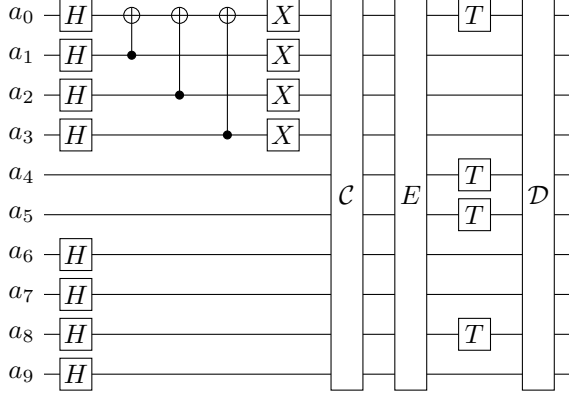 a₀ H X T
a₁ H X
a₂ H X
a₃ H X
a₄ T
𝒞 E 𝒟
a₅ T
a₆ H
a₇ H
a₈ H T
a₉ H